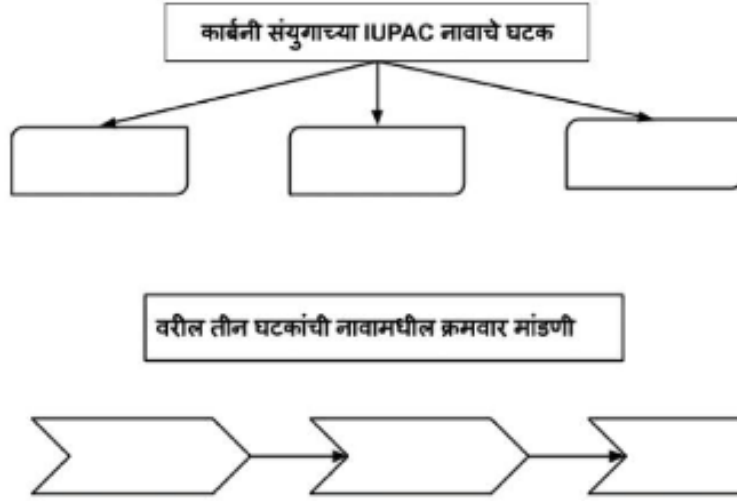 कार्बनी संयुगाच्या IUPAC नावाचे घटक
वरील तीन घटकांची नावामधील क्रमवार मांडणी